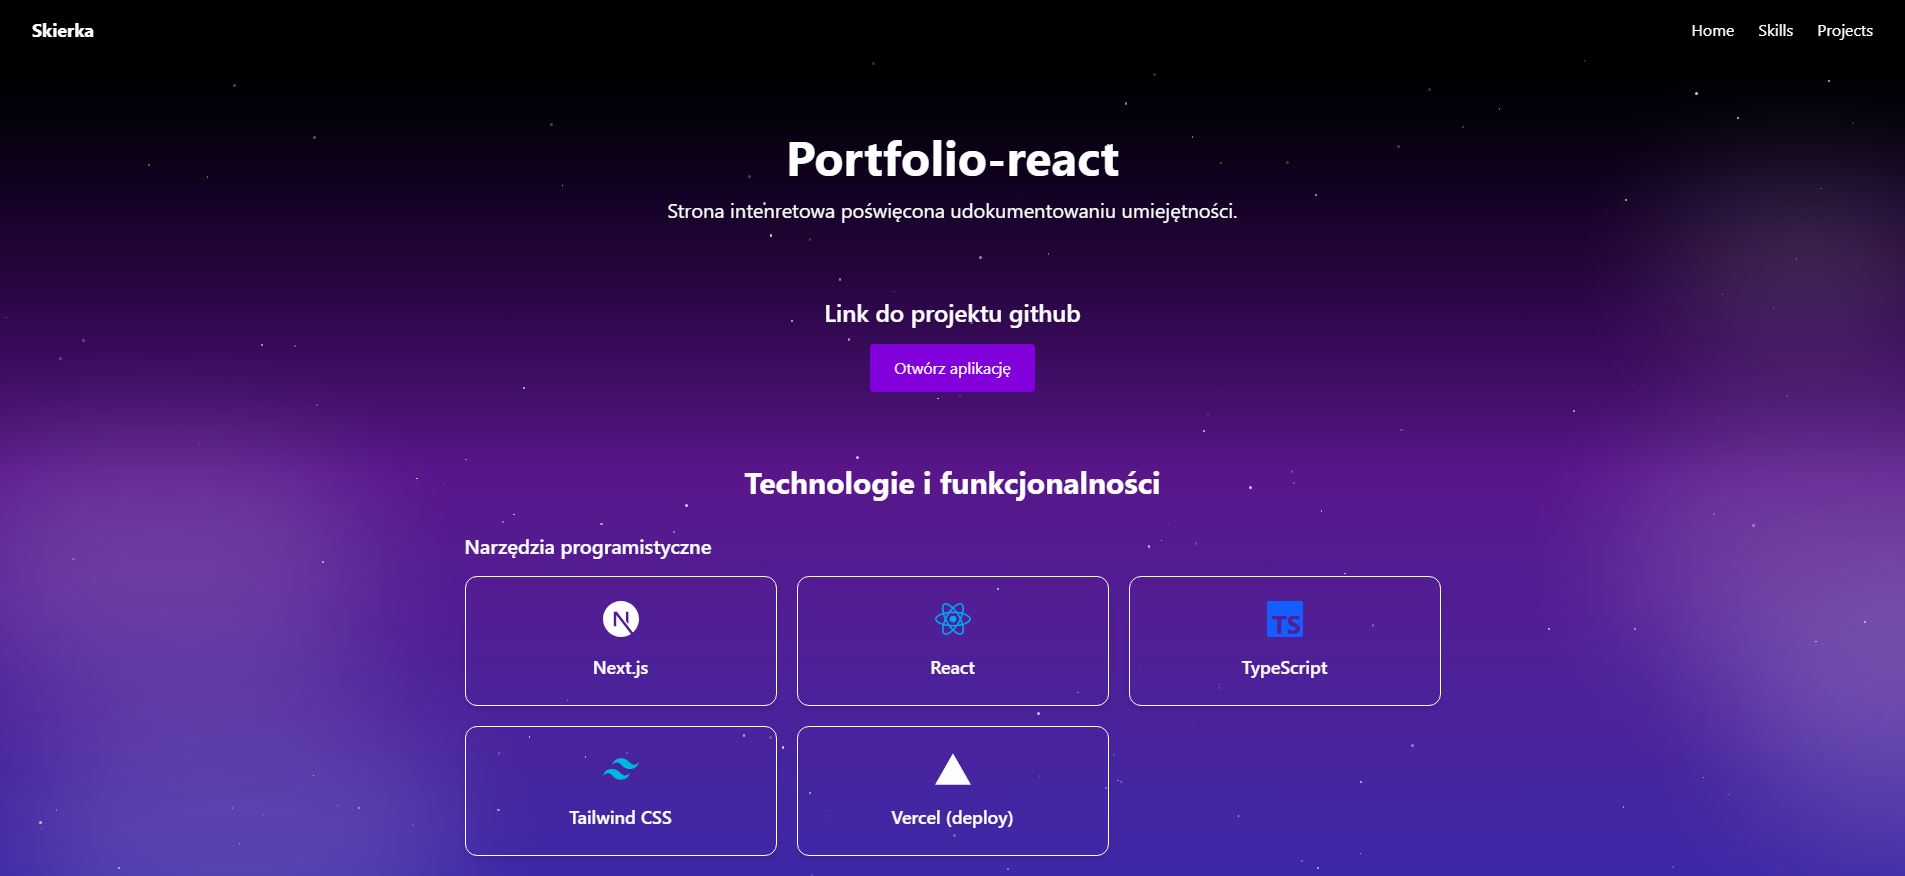 Skierka
Home Skills Projects
Portfolio-react
Strona intenretowa poświęcona udokumentowaniu umiejętności.
Link do projektu github
Otwórz aplikację
Technologie i funkcjonalności
Narzędzia programistyczne
N
TS
Next.js
React
TypeScript
Tailwind CSS
Vercel (deploy)